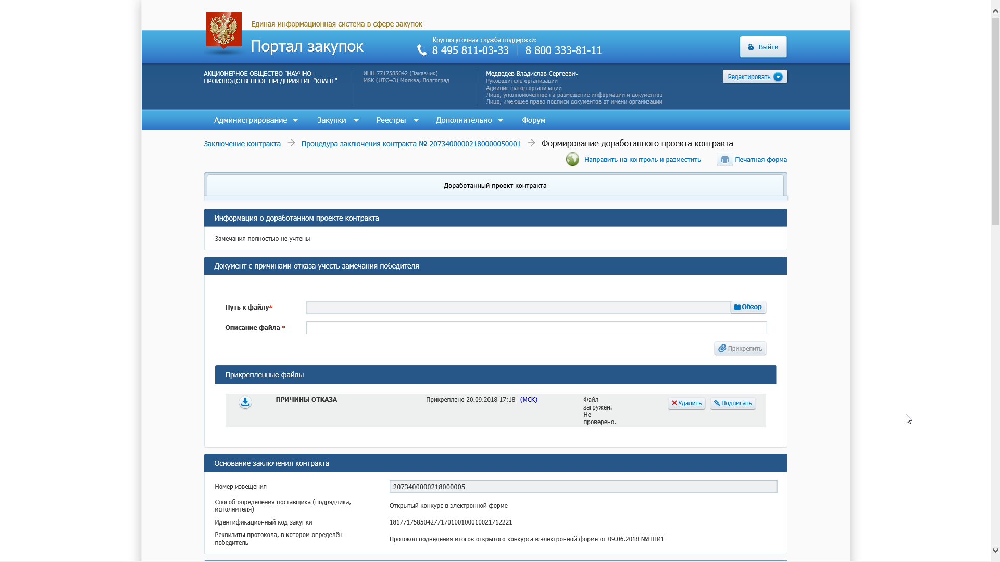 Единая информационная система в сфере закупок
Портал закупок
Круглосуточная служба поддержки:
8 495 811-03-33 8 800 333-81-11
Выйти
АКЦИОНЕРНОЕ ОБЩЕСТВО "НАУЧНО-
ПРОИЗВОДСТВЕННОЕ ПРЕДПРИЯТИЕ "КВАНТ"
ИНН 7717585042 (Заказчик)
MSK (UTC+3) Москва, Волгоград
Медведев Владислав Сергеевич
Руководитель организации
Администратор организации
Лицо, уполномоченное на размещение информации и документов
Лицо, имеющее право подписи документов от имени организации
Редактировать
Администрирование Закупки Реестры Дополнительно Форум
Заключение контракта Процедура заключения контракта № 20734000002180000050001 Формирование доработанного проекта контракта
Направить на контроль и разместить Печатная форма
Доработанный проект контракта
Информация о доработанном проекте контракта
Замечания полностью не учтены
Документ с причинами отказа учесть замечания победителя
Путь к файлу* Обзор
Описание файла *
Прикрепить
Прикрепленные файлы
ПРИЧИНЫ ОТКАЗА Прикреплено 20.09.2018 17:18 (МСК)
Файл
загружен.
Не
проверено.
Удалить Подписать
Основание заключения контракта
Номер извещения 2073400000218000005
Способ определения поставщика (подрядчика,
исполнителя)
Открытый конкурс в электронной форме
Идентификационный код закупки 181771758504277170100100010021712221
Реквизиты протокола, в котором определён
победитель
Протокол подведения итогов открытого конкурса в электронной форме от 09.06.2018 №ППИ1